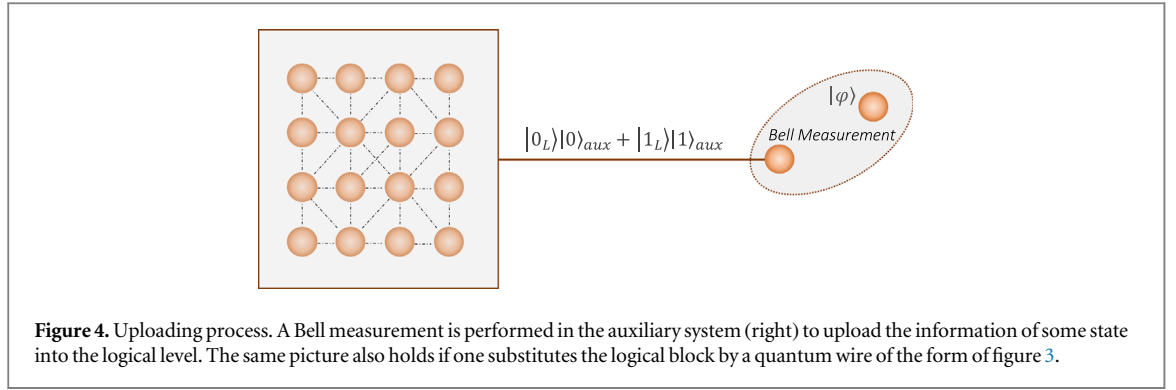 |φ⟩
Bell Measurement
|0_L⟩|0⟩_aux + |1_L⟩|1⟩_aux
Figure 4. Uploading process. A Bell measurement is performed in the auxiliary system (right) to upload the information of some state
into the logical level. The same picture also holds if one substitutes the logical block by a quantum wire of the form of figure 3.